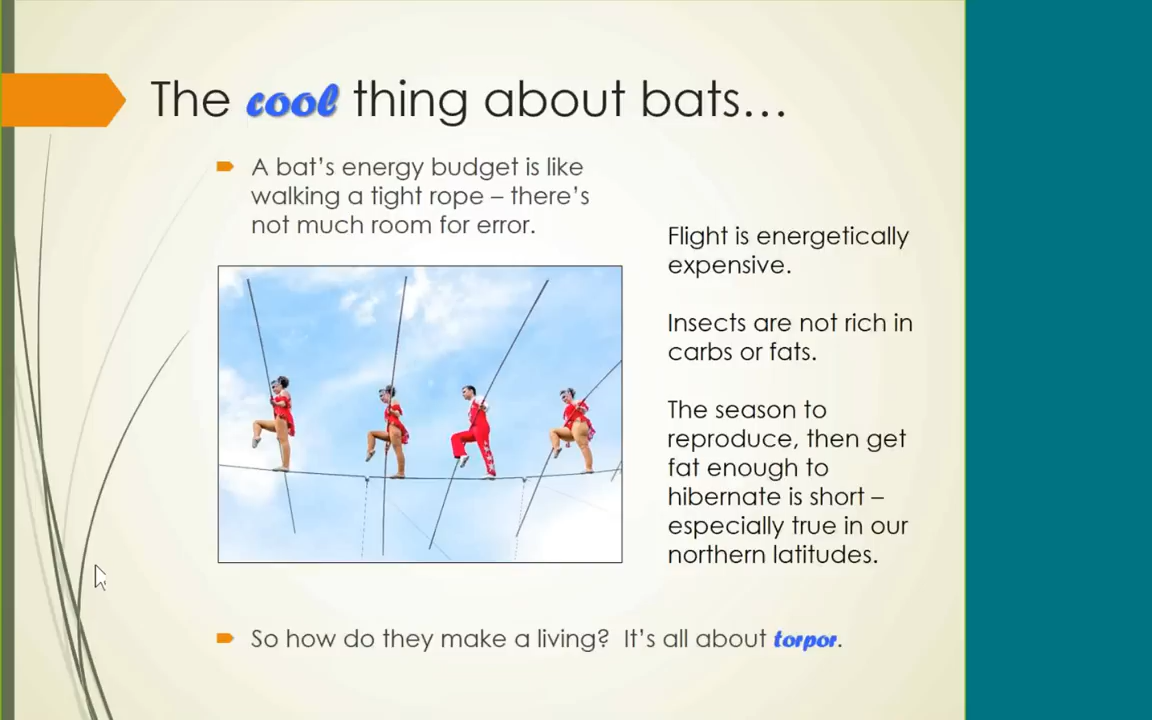 The cool thing about bats…
A bat’s energy budget is like
walking a tight rope – there’s
not much room for error.
Flight is energetically
expensive.
Insects are not rich in
carbs or fats.
The season to
reproduce, then get
fat enough to
hibernate is short –
especially true in our
northern latitudes.
So how do they make a living?  It’s all about torpor.